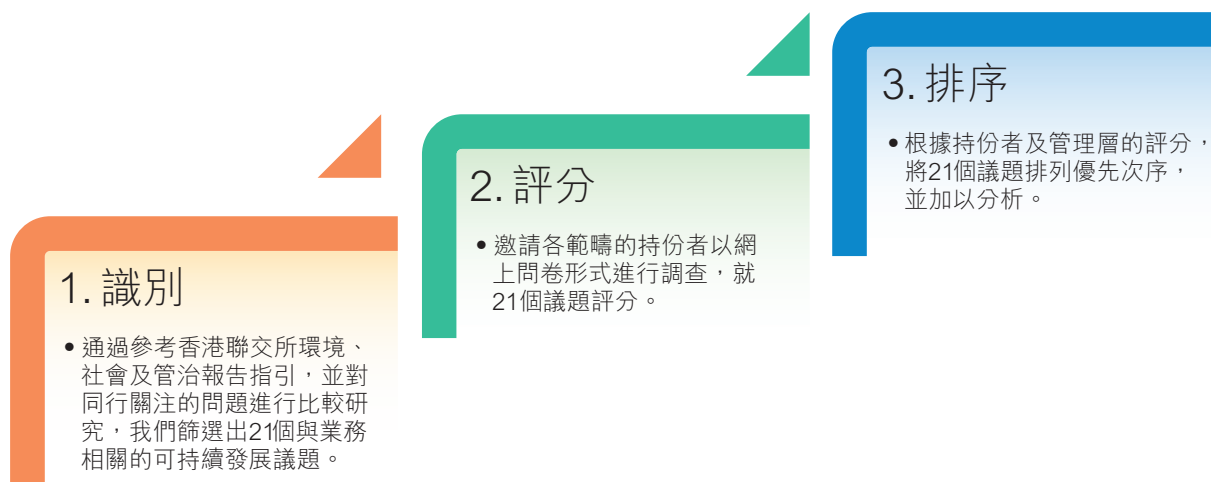 1. 識別
• 通過參考香港聯交所環境、
社會及管治報告指引，並對
同行關注的問題進行比較研
究，我們篩選出21個與業務
相關的可持續發展議題。
2. 評分
• 邀請各範疇的持份者以網
上問卷形式進行調查，就
21個議題評分。
3. 排序
• 根據持份者及管理層的評分，
將21個議題排列優先次序，
並加以分析。